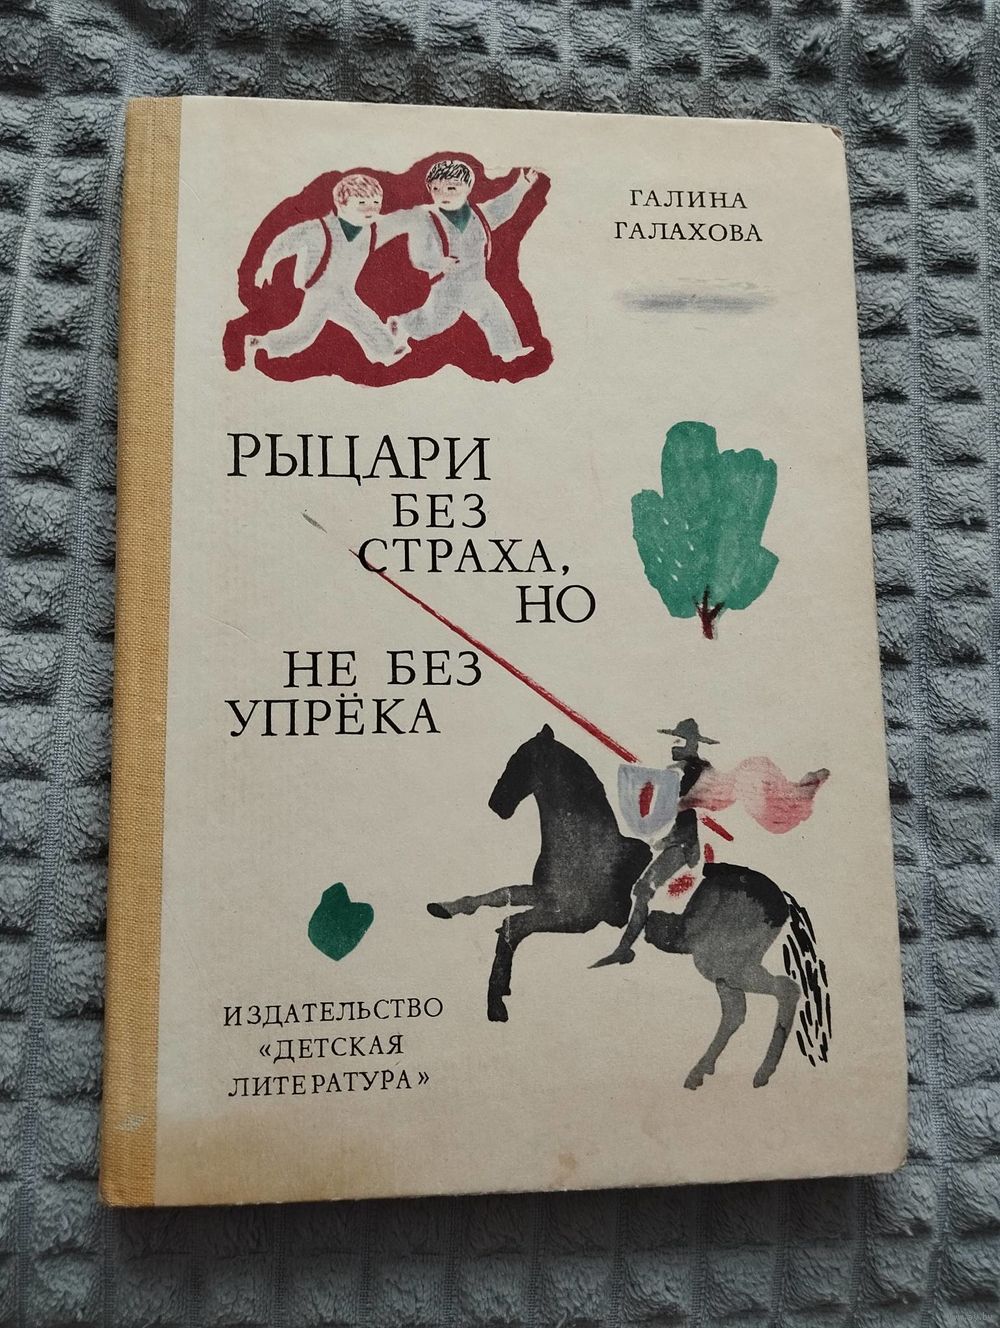 ГАЛИНА
ГАЛАХОВА
РЫЦАРИ
БЕЗ
СТРАХА,
НО
НЕ БЕЗ
УПРЁКА
ИЗДАТЕЛЬСТВО
«ДЕТСКАЯ
ЛИТЕРАТУРА»